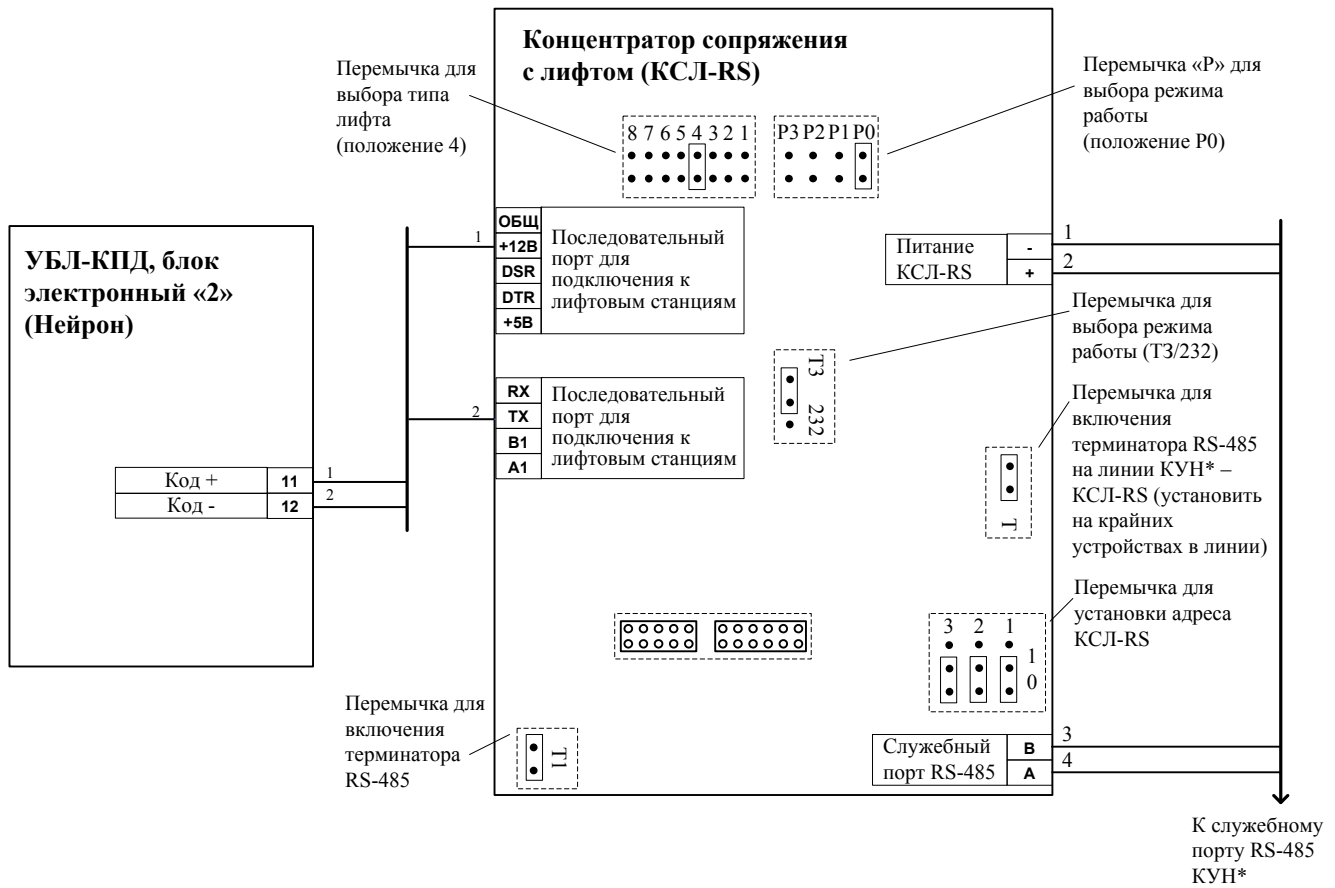 Концентратор сопряжения
с лифтом (КСЛ-RS)
Перемычка для
выбора типа
лифта
(положение 4)
8 7 6 5 4 3 2 1
P3 P2 P1 P0
Перемычка «Р» для
выбора режима
работы
(положение Р0)
УБЛ-КПД, блок
электронный «2»
(Нейрон)
ОБЩ
+12В
DSR
DTR
+5В
Последовательный
порт для
подключения к
лифтовым станциям
1
Питание
КСЛ-RS
-
+
1
2
Перемычка для
выбора режима
работы (ТЗ/232)
ТЗ
232
RX
TX
B1
A1
Последовательный
порт для
подключения к
лифтовым станциям
2
Перемычка для
включения
терминатора RS-485
на линии КУН* –
КСЛ-RS (установить
на крайних
устройствах в линии)
Т
Код + 11 1
Код - 12 2
Перемычка для
установки адреса
КСЛ-RS
3 2 1
1
0
Перемычка для
включения
терминатора
RS-485
T1
Служебный
порт RS-485
B
A
3
4
К служебному
порту RS-485
КУН*